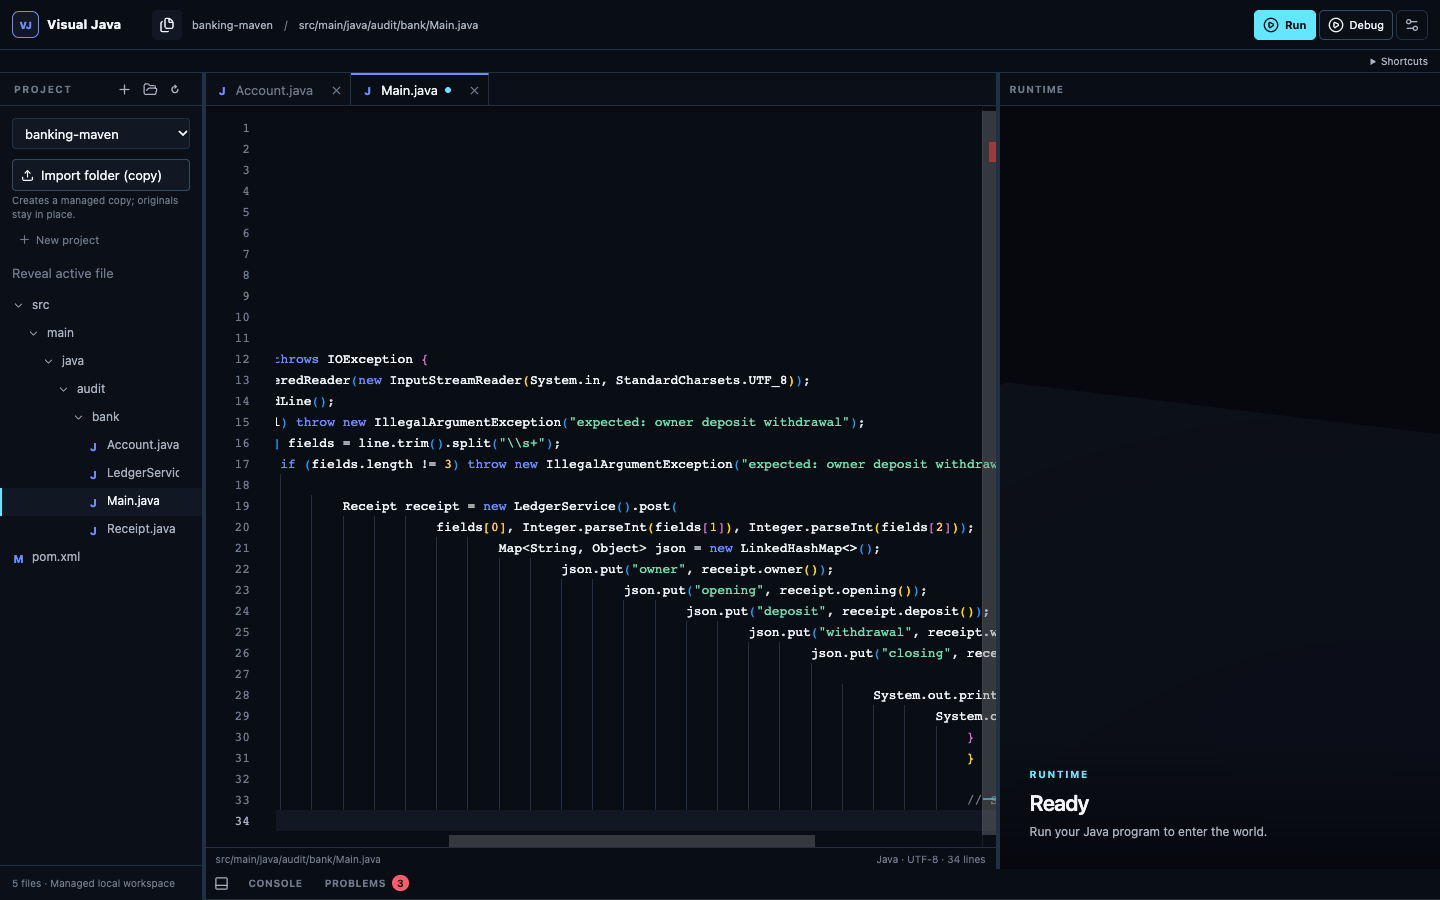 VJ Visual Java banking-maven / src/main/java/audit/bank/Main.java Run Debug
Shortcuts
PROJECT
banking-maven
Import folder (copy)
Creates a managed copy; originals
stay in place.
New project
Reveal active file
src
main
java
audit
bank
J Account.java
J LedgerServic
J Main.java
J Receipt.java
M pom.xml
5 files · Managed local workspace
J Account.java J Main.java
1
2
3
4
5
6
7
8
9
10
11
12 throws IOException {
13 eredReader(new InputStreamReader(System.in, StandardCharsets.UTF_8));
14 dLine();
15 l) throw new IllegalArgumentException("expected: owner deposit withdrawal");
16 ] fields = line.trim().split("\\s+");
17 if (fields.length != 3) throw new IllegalArgumentException("expected: owner deposit withdraw
18
19 Receipt receipt = new LedgerService().post(
20 fields[0], Integer.parseInt(fields[1]), Integer.parseInt(fields[2]));
21 Map<String, Object> json = new LinkedHashMap<>();
22 json.put("owner", receipt.owner());
23 json.put("opening", receipt.opening());
24 json.put("deposit", receipt.deposit());
25 json.put("withdrawal", receipt.w
26 json.put("closing", rece
27
28 System.out.print
29 System.o
30 }
31 }
32
33 //
34
src/main/java/audit/bank/Main.java Java · UTF-8 · 34 lines
CONSOLE PROBLEMS 3
RUNTIME
RUNTIME
Ready
Run your Java program to enter the world.